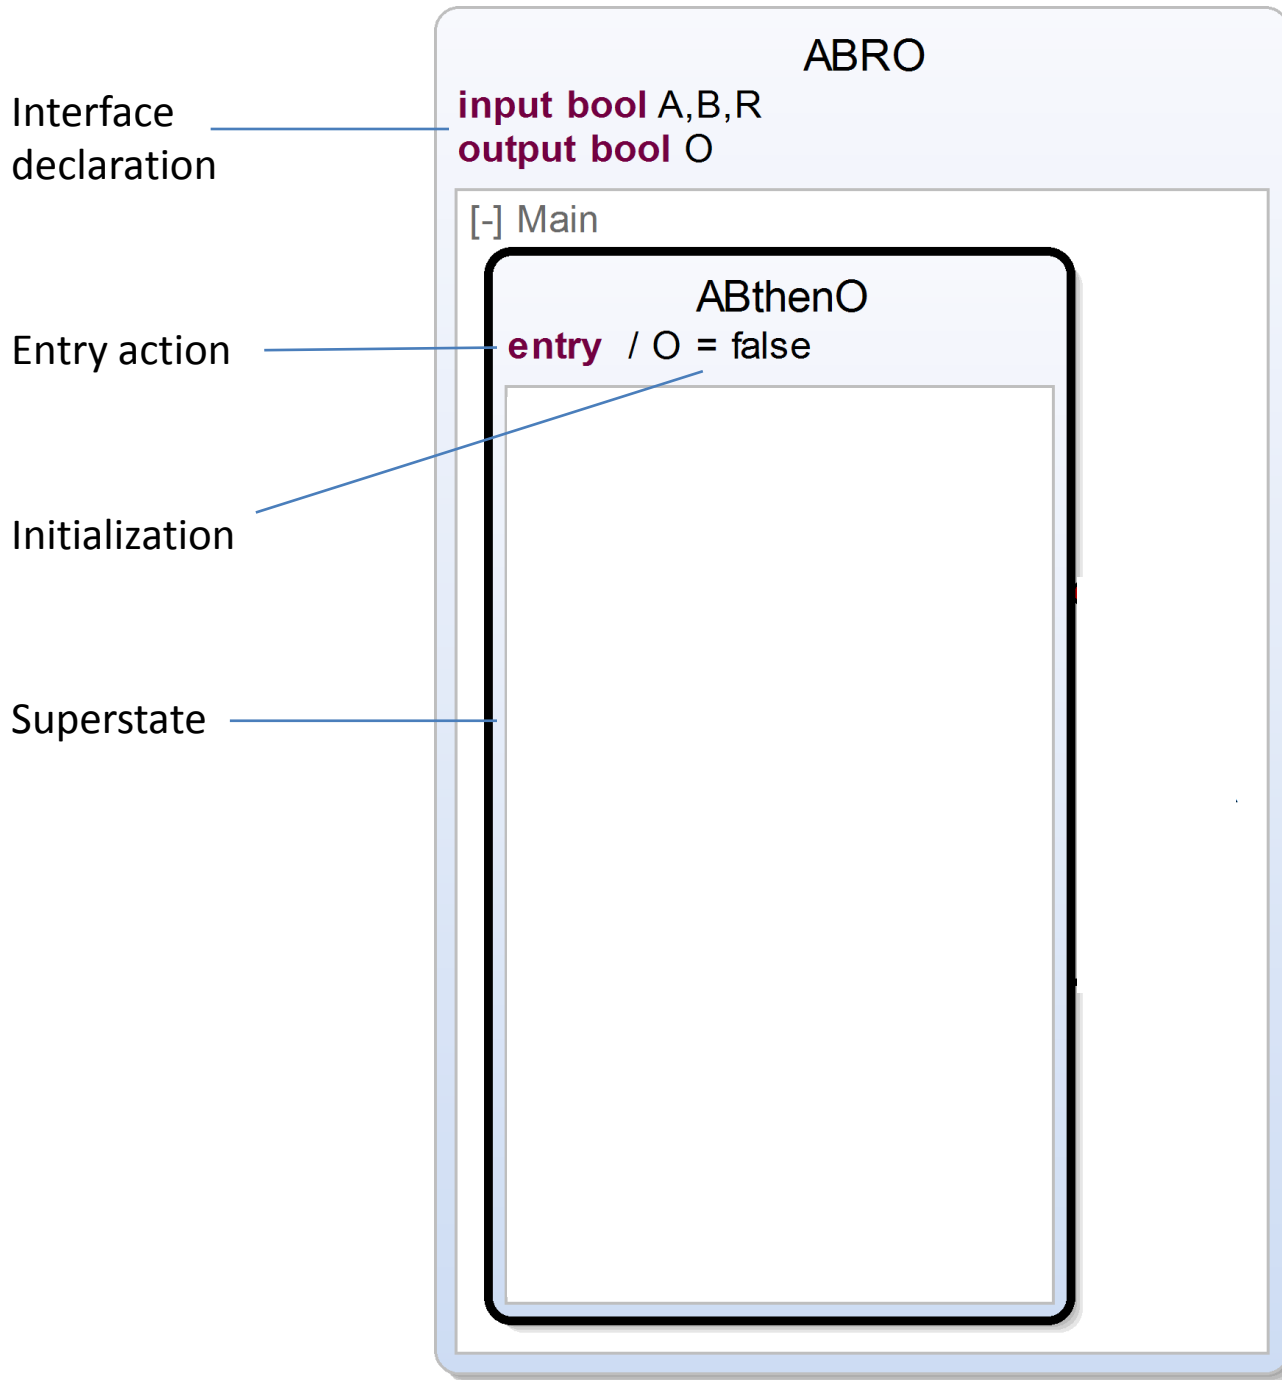 ABRO
Interface
declaration
input bool A,B,R
output bool O
[-] Main
ABthenO
Entry action
entry / O = false
Initialization
Superstate